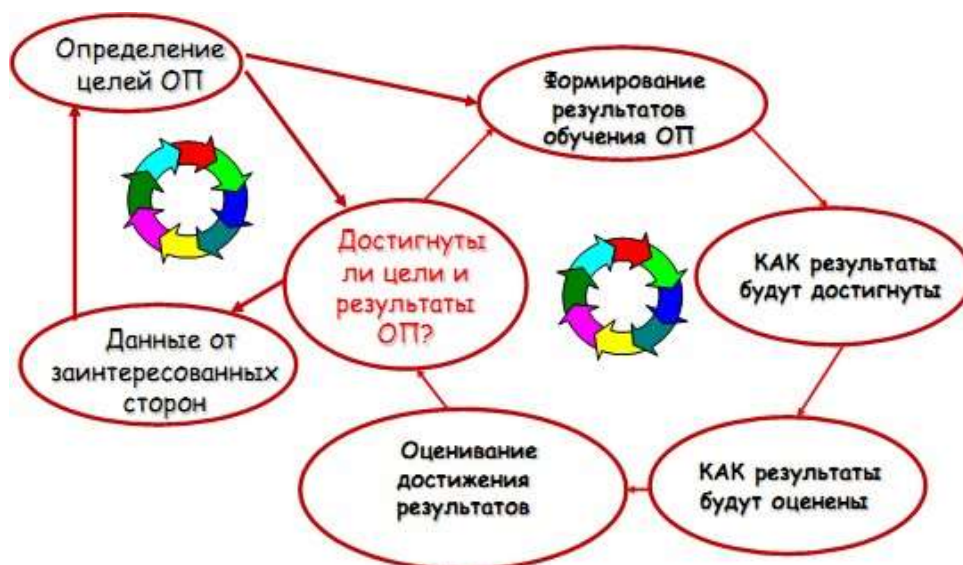 Определение
целей ОП
Формирование
результатов
обучения ОП
Достигнуты
ли цели и
результаты
ОП?
КАК результаты
будут достигнуты
Данные от
заинтересованных
сторон
Оценивание
достижения
результатов
КАК результаты
будут оценены